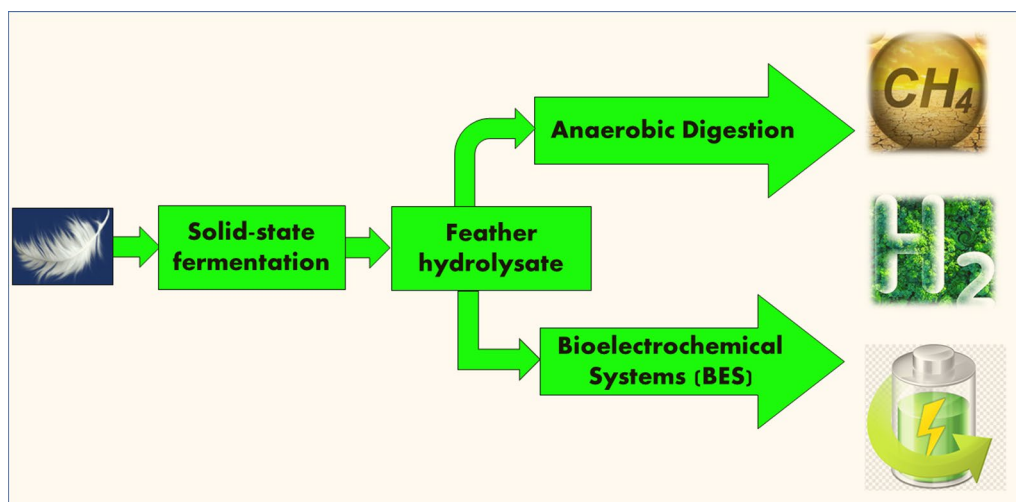 Solid-state
fermentation
Feather
hydrolysate
Anaerobic Digestion
Bioelectrochemical
Systems (BES)
CH₄
H₂